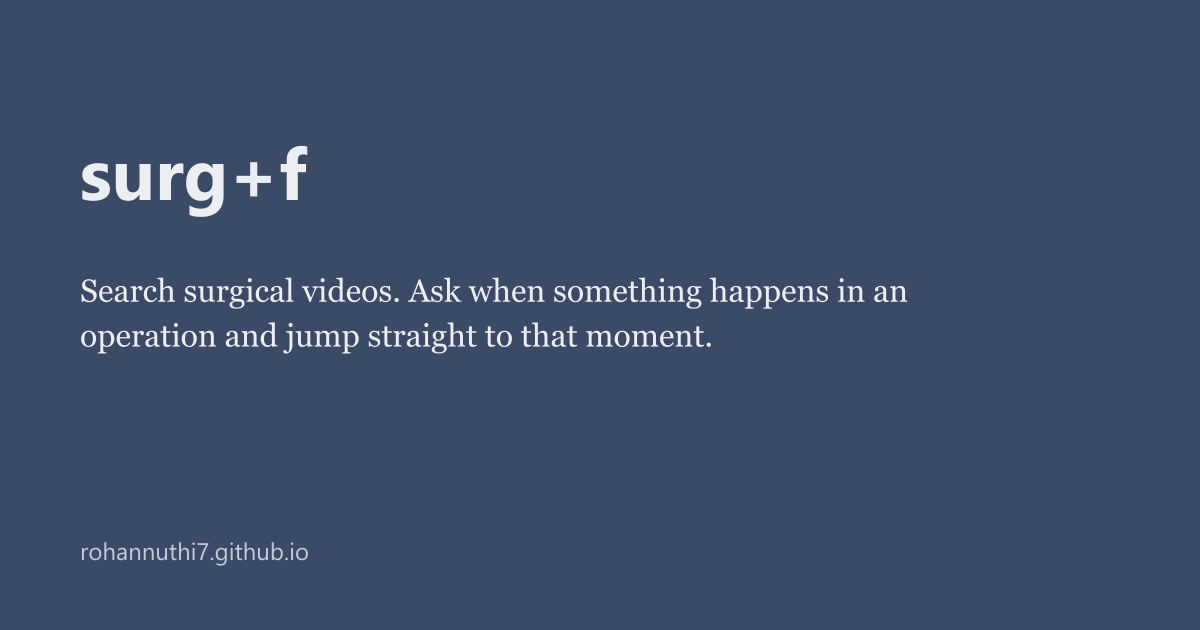 surg+f
Search surgical videos. Ask when something happens in an
operation and jump straight to that moment.
rohannuthi7.github.io